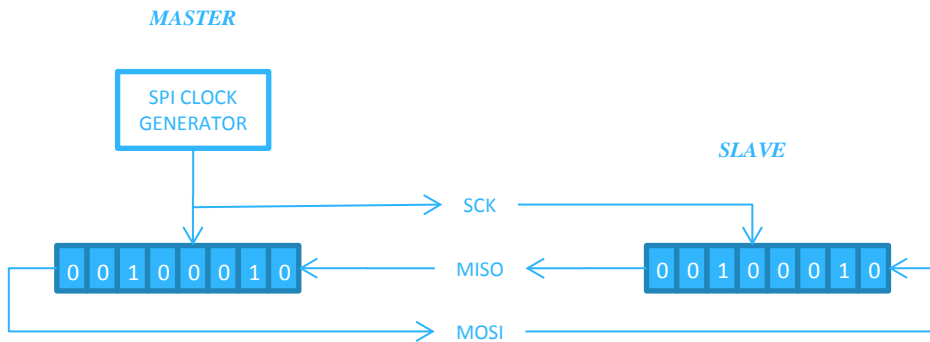 MASTER
SPI CLOCK
GENERATOR
SLAVE
SCK
0 0 1 0 0 0 1 0
MISO
0 0 1 0 0 0 1 0
MOSI